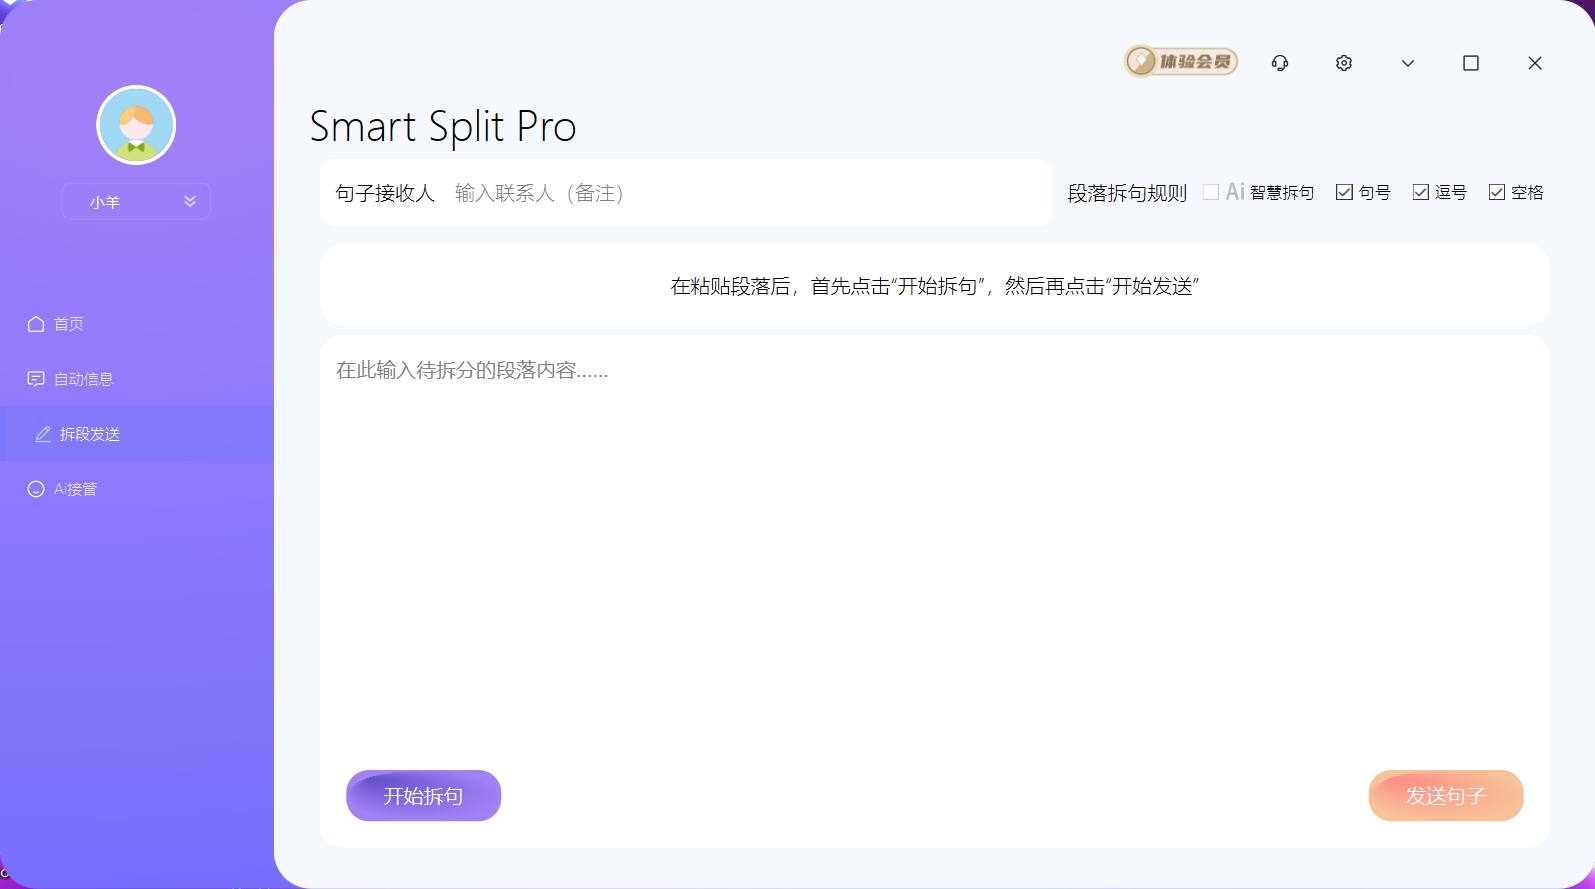 体验会员
Smart Split Pro
小羊
句子接收人 输入联系人（备注）
段落拆句规则 Ai 智慧拆句 句号 逗号 空格
在粘贴段落后，首先点击“开始拆句”，然后再点击“开始发送”
首页
自动信息
拆段发送
Ai接管
在此输入待拆分的段落内容......
开始拆句
发送句子